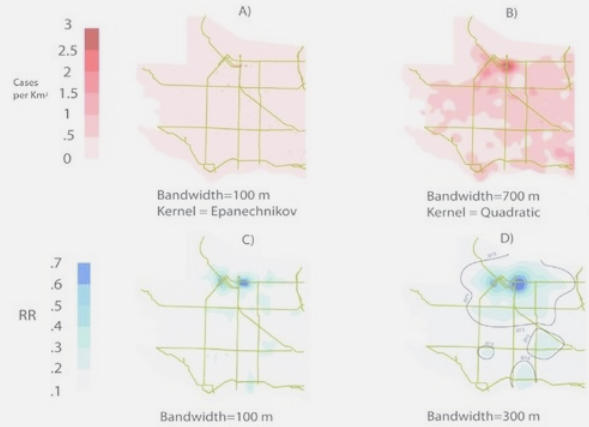 A)
B)
3
2.5
2
1.5
1
.5
0
Cases
per Km²
Bandwidth=100 m
Kernel = Epanechnikov
Bandwidth=700 m
Kernel = Quadratic
C)
D)
.7
.6
.5
.4
.3
.2
.1
RR
Bandwidth=100 m
Bandwidth=300 m